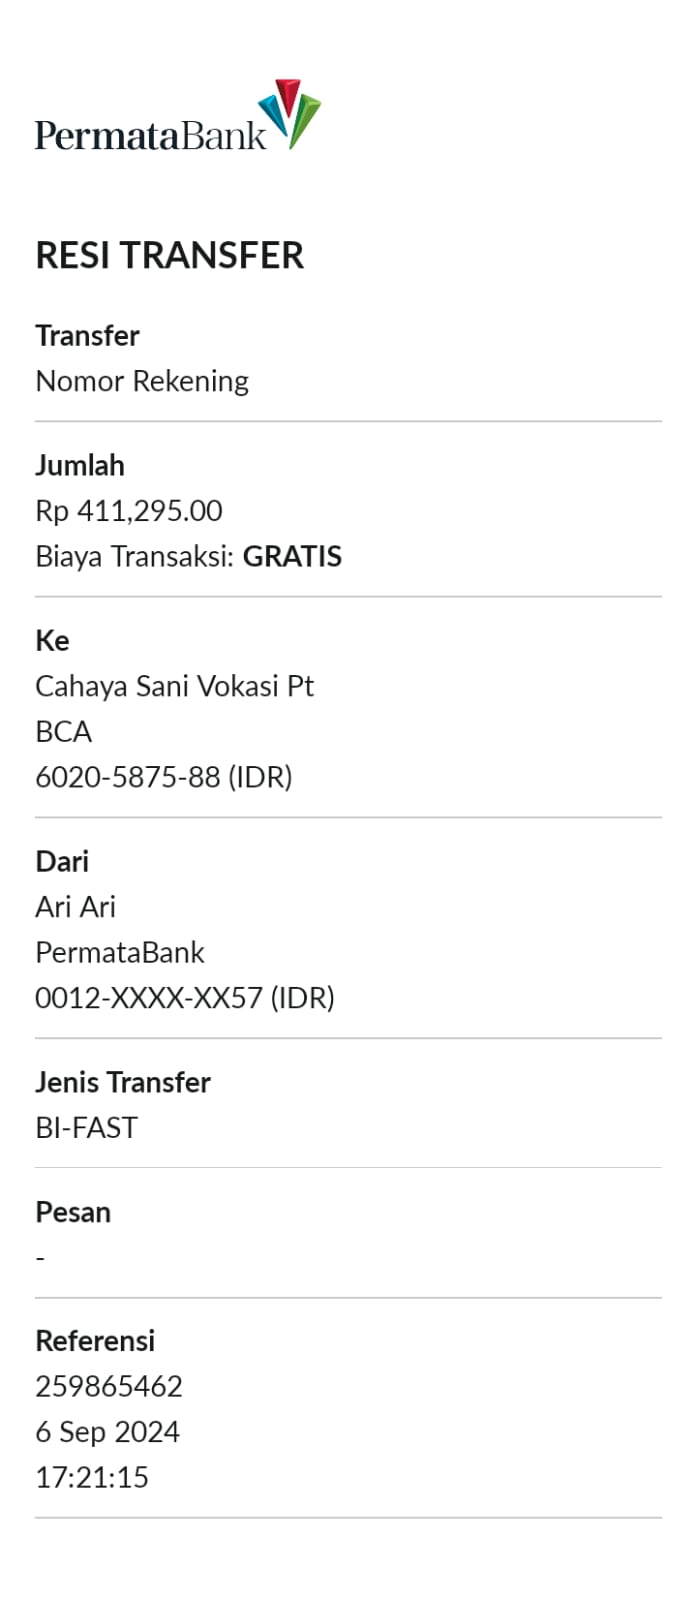 PermataBank
RESI TRANSFER
Transfer
Nomor Rekening
Jumlah
Rp 411,295.00
Biaya Transaksi: GRATIS
Ke
Cahaya Sani Vokasi Pt
BCA
6020-5875-88 (IDR)
Dari
Ari Ari
PermataBank
0012-XXXX-XX57 (IDR)
Jenis Transfer
BI-FAST
Pesan
-
Referensi
259865462
6 Sep 2024
17:21:15